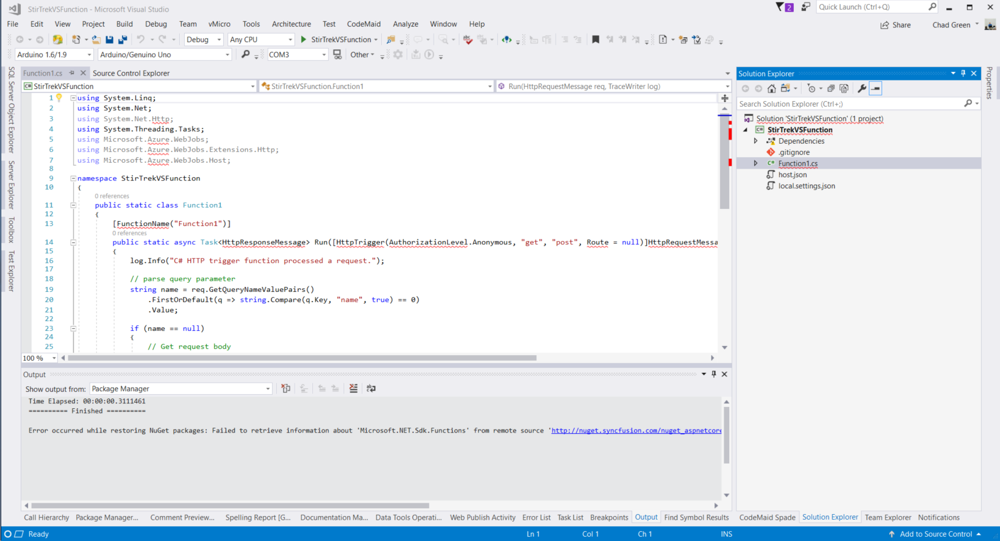 StirTrekVSFunction - Microsoft Visual Studio
2
Quick Launch (Ctrl+Q)
File Edit View Project Build Debug Team vMicro Tools Architecture Test CodeMaid Analyze Window Help
Share Chad Green
Debug Any CPU StirTrekVSFunction
Arduino 1.6/1.9 Arduino/Genuino Uno COM3 Other
SQL Server Object Explorer
Server Explorer
Toolbox
Test Explorer
Function1.cs Source Control Explorer
StirTrekVSFunction StirTrekVSFunction.Function1 Run(HttpRequestMessage req, TraceWriter log)
1 using System.Linq;
2 using System.Net;
3 using System.Net.Http;
4 using System.Threading.Tasks;
5 using Microsoft.Azure.WebJobs;
6 using Microsoft.Azure.WebJobs.Extensions.Http;
7 using Microsoft.Azure.WebJobs.Host;
8
9 namespace StirTrekVSFunction
10 {
0 references
11 public static class Function1
12 {
13 [FunctionName("Function1")]
0 references
14 public static async Task<HttpResponseMessage> Run([HttpTrigger(AuthorizationLevel.Anonymous, "get", "post", Route = null)]HttpRequestMessa
15 {
16 log.Info("C# HTTP trigger function processed a request.");
17
18 // parse query parameter
19 string name = req.GetQueryNameValuePairs()
20 .FirstOrDefault(q => string.Compare(q.Key, "name", true) == 0)
21 .Value;
22
23 if (name == null)
24 {
25 // Get request body
100 %
Output
Show output from: Package Manager
Time Elapsed: 00:00:00.3111461
========== Finished ==========
Error occurred while restoring NuGet packages: Failed to retrieve information about 'Microsoft.NET.Sdk.Functions' from remote source 'http://nuget.syncfusion.com/nuget_aspnetcore
Call Hierarchy Package Manager... Comment Preview... Spelling Report [G... Documentation Ma... Data Tools Operati... Web Publish Activity Error List Task List Breakpoints Output Find Symbol Results
Solution Explorer
Search Solution Explorer (Ctrl+;)
Solution 'StirTrekVSFunction' (1 project)
C# StirTrekVSFunction
Dependencies
.gitignore
C# Function1.cs
host.json
local.settings.json
CodeMaid Spade Solution Explorer Team Explorer Notifications
Properties
Ready Ln 1 Col 1 Ch 1 INS Add to Source Control